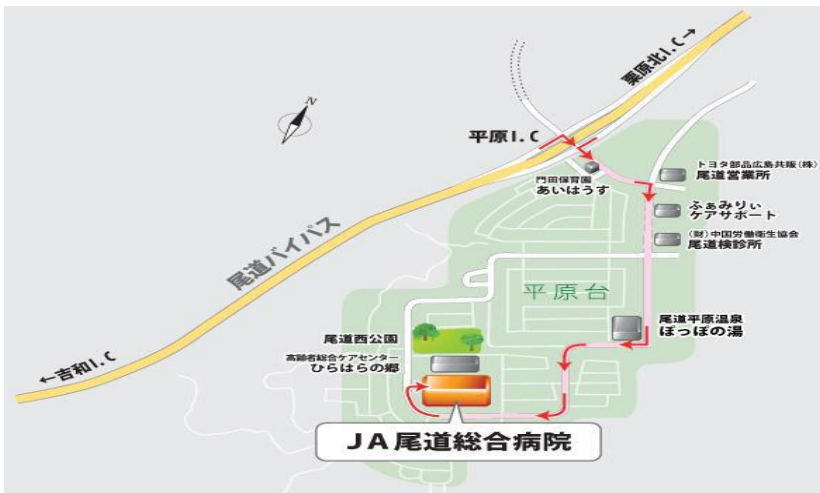 栗原北I.C→
N
平原I.C
門田保育園
あいはうす
トヨタ部品広島共販(株)
尾道営業所
ふぁみりぃ
ケアサポート
(財)中国労働衛生協会
尾道検診所
尾道バイパス
平原台
尾道平原温泉
ぽっぽの湯
尾道西公園
高齢者総合ケアセンター
ひらはらの郷
←吉和I.C
JA尾道総合病院